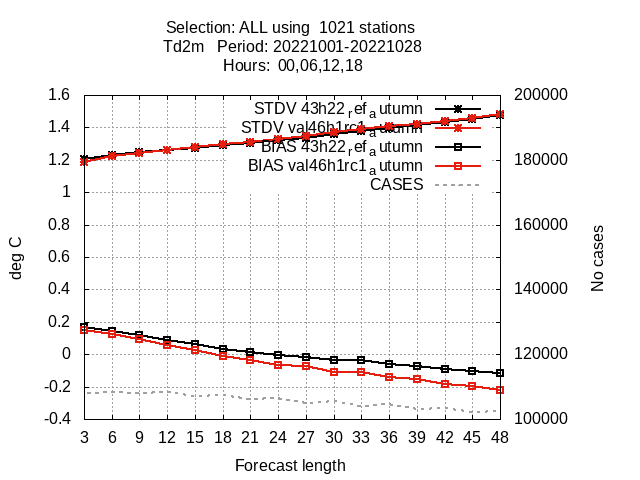 Selection: ALL using  1021 stations
Td2m   Period: 20221001-20221028
Hours:  00,06,12,18
1.6
1.4
1.2
1
0.8
0.6
0.4
0.2
0
-0.2
-0.4
deg C
STDV 43h22_ref_autumn
STDV val46h1rc1_autumn
BIAS 43h22_ref_autumn
BIAS val46h1rc1_autumn
CASES
200000
180000
160000
140000
120000
100000
No cases
3 6 9 12 15 18 21 24 27 30 33 36 39 42 45 48
Forecast length